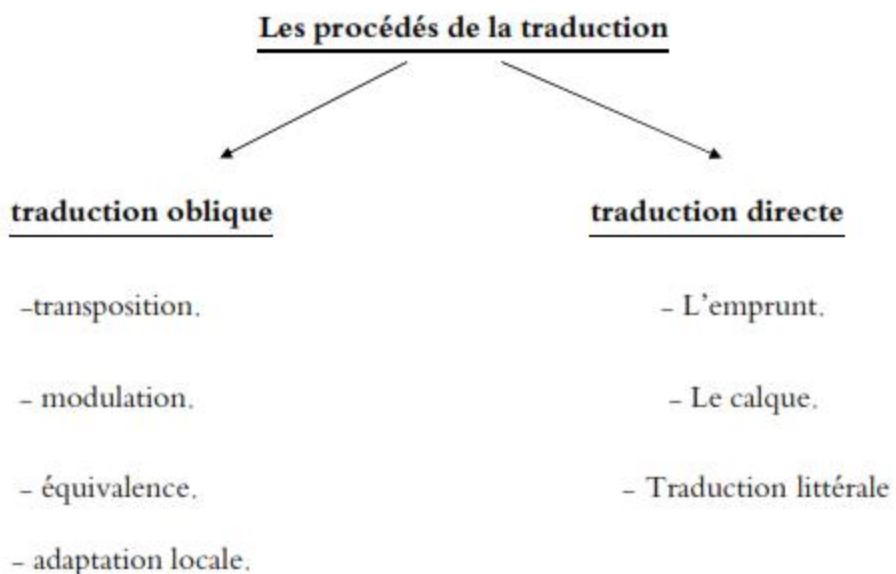 Les procédés de la traduction
traduction oblique
-transposition.
- modulation.
- équivalence.
- adaptation locale.
traduction directe
- L'emprunt.
- Le calque.
- Traduction littérale